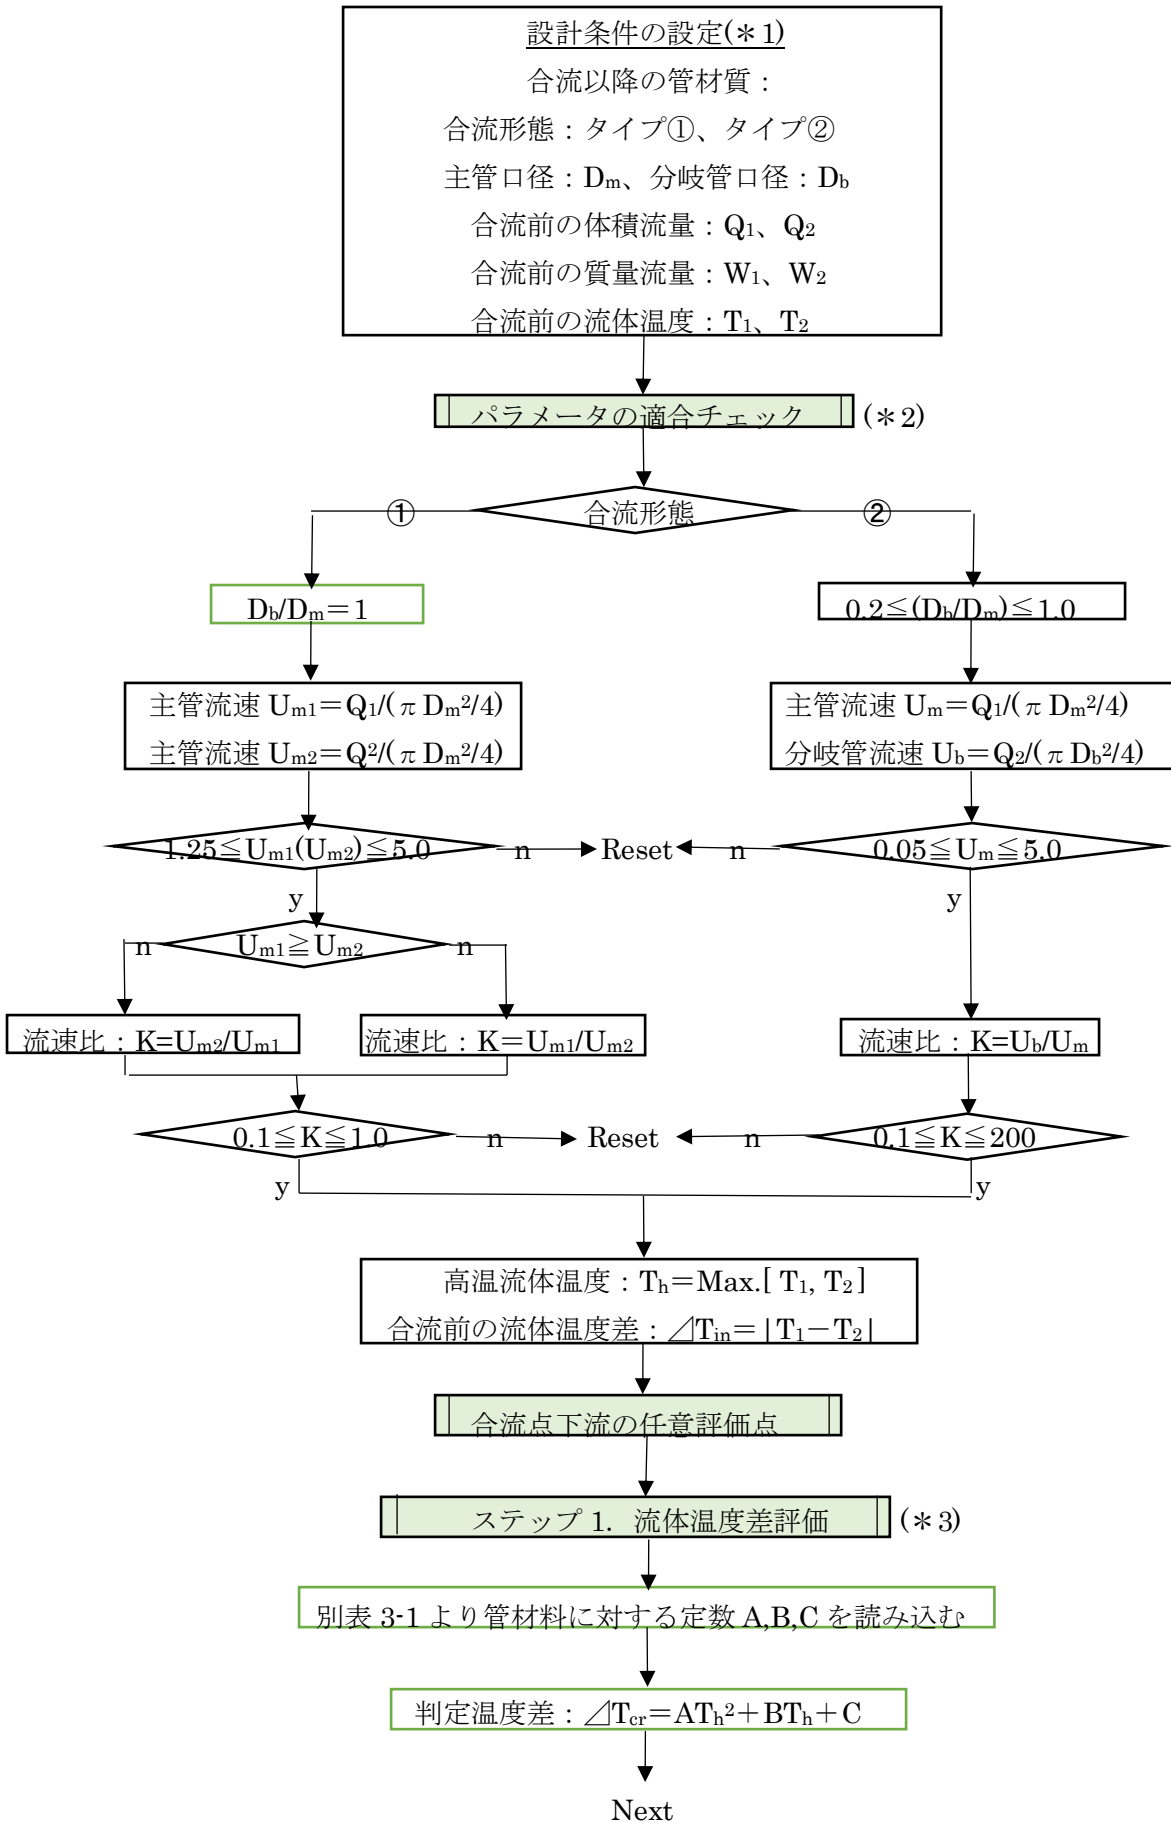 設計条件の設定(＊1)
合流以降の管材質：
合流形態：タイプ①、タイプ②
主管口径：Dm、分岐管口径：Db
合流前の体積流量：Q1、Q2
合流前の質量流量：W1、W2
合流前の流体温度：T1、T2
パラメータの適合チェック (＊2)
① 合流形態 ②
Db/Dm＝1
0.2≦(Db/Dm)≦1.0
主管流速 Um1＝Q1/(πDm²/4)
主管流速 Um2＝Q²/(πDm²/4)
主管流速 Um＝Q1/(πDm²/4)
分岐管流速 Ub＝Q2/(πDb²/4)
1.25≦Um1(Um2)≦5.0 n Reset n 0.05≦Um≦5.0
y y
n Um1≧Um2 n
流速比：K=Um2/Um1 流速比：K＝Um1/Um2 流速比：K=Ub/Um
0.1≦K≦1.0 n Reset n 0.1≦K≦200
y y
高温流体温度：Th＝Max.[ T1, T2 ]
合流前の流体温度差：⊿Tin＝|T1－T2|
合流点下流の任意評価点
ステップ 1. 流体温度差評価 (＊3)
別表 3-1 より管材料に対する定数 A,B,C を読み込む
判定温度差：⊿Tcr＝ATh²＋BTh＋C
Next